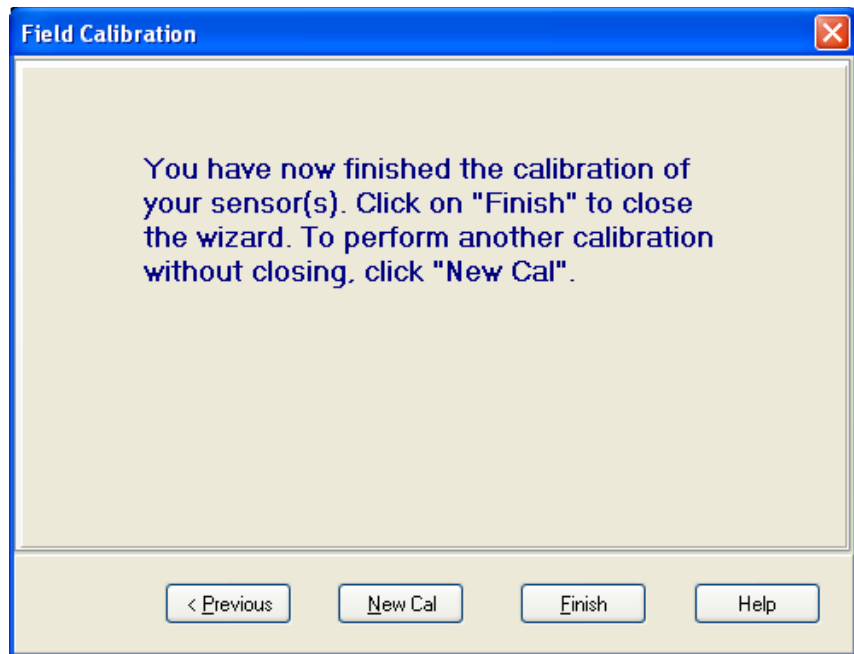 Field Calibration
You have now finished the calibration of
your sensor(s). Click on "Finish" to close
the wizard. To perform another calibration
without closing, click "New Cal".
< Previous New Cal Finish Help